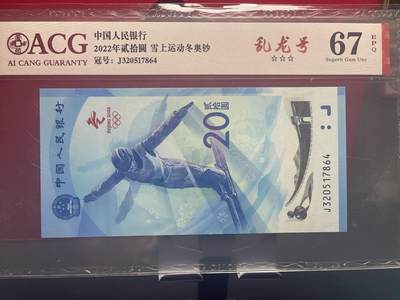 ACG
AI CANG GUARANTY
中国人民银行
2022年贰拾圆 雪上运动冬奥钞
冠号: J320517864
乱龙号
☆☆☆
67
EPQ
Superb Gem Unc
中国人民银行
BEIJING 2022
20
贰拾圆
J320517864